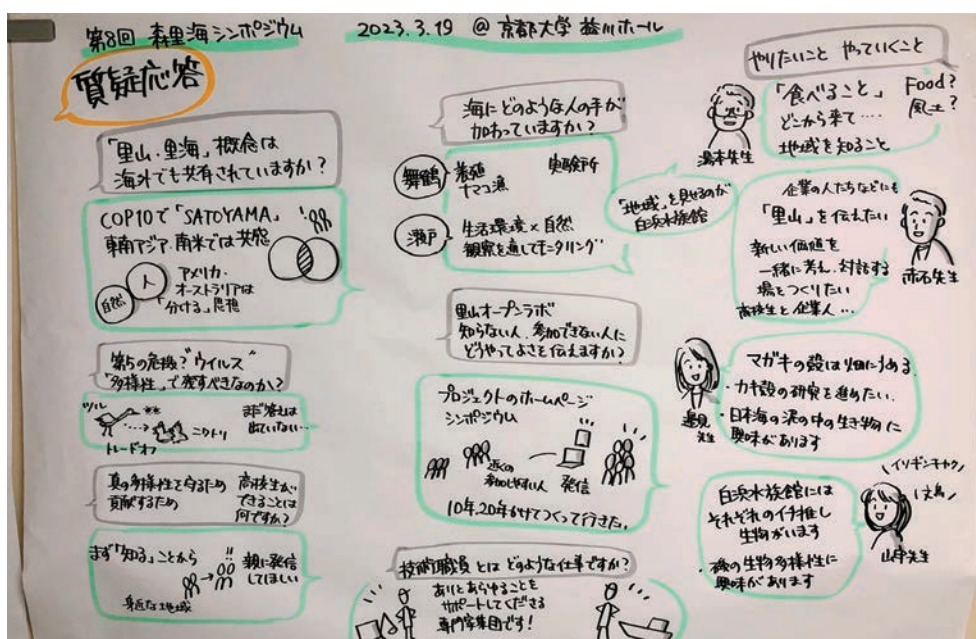 第8回 森里海シンポジウム
2023.3.19 @ 京都大学 益川ホール
質疑応答
「里山・里海」概念は
海外でも共有されていますか?
COP10で「SATOYAMA」
東南アジア・南米では共感
自然
人
アメリカ・
オーストラリアは
「分ける」思想
第5の危機?"ウイルス"
"多様性"で残すべきなのか?
ツル
ニワトリ
トレードオフ
まだ答えは
出ていない…
真の多様性を守るため
貢献するため
高校生が
できることは
何ですか?
まず「知る」ことから
身近な地域
!!
親に発信
してほしい
海にどのような人の手が
加わっていますか?
舞鶴
養殖
ナマコ漁
実験所
瀬戸
生活環境×自然
観察を通してモニタリング
「地域」を見せるのが
白浜水族館
里山オープンラボ
知らない人、参加できない人に
どうやってよさを伝えますか?
プロジェクトのホームページ
シンポジウム
近くの
参加しやすい人
発信
10年、20年かけてつくって行きたい
技術職員とは どのような仕事ですか?
ありとあらゆることを
サポートしてくださる
専門家集団です!
やりたいこと やっていくこと
「食べること」
どこから来て……
地域を知ること
Food?
風土?
湯本先生
企業の人たちなどにも
「里山」を伝えたい
新しい価値を
一緒に考え、対話する
場をつくりたい
高校生と企業人…
赤石先生
マガキの殻は畑にうめる
・カキ殻の研究を進めたい.
・日本海の泥の中の生き物に
興味があります
邉見
先生
白浜水族館には
それぞれのイチ推し
生物がいます
・磯の生物多様性に
興味があります
イソギンチャク
山守先生